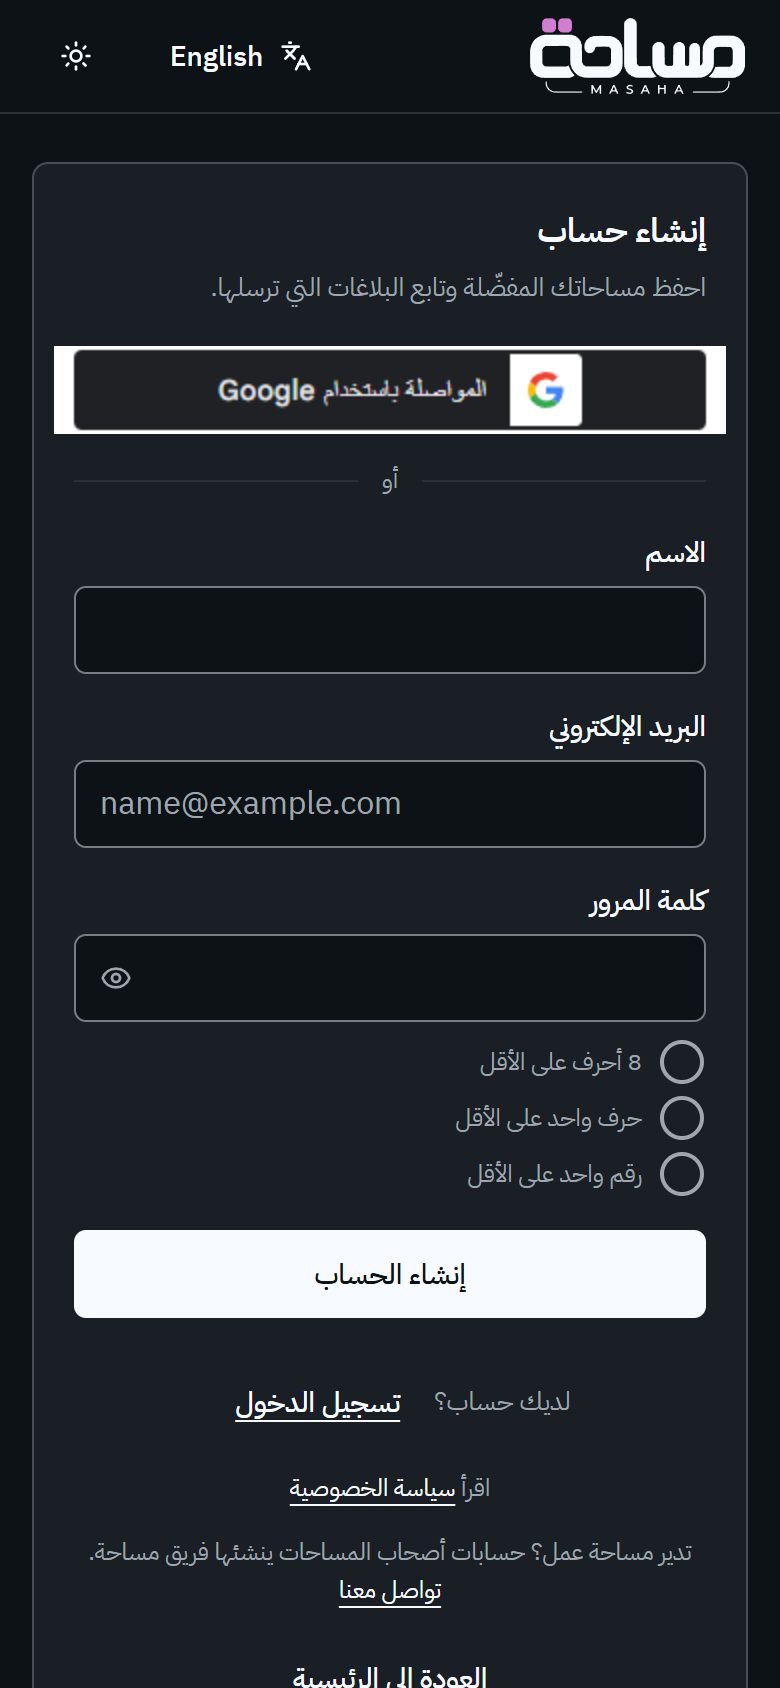 مساحة
MASAHA
English
إنشاء حساب
احفظ مساحاتك المفضّلة وتابع البلاغات التي ترسلها.
المواصلة باستخدام Google
أو
الاسم
البريد الإلكتروني
name@example.com
كلمة المرور
8 أحرف على الأقل
حرف واحد على الأقل
رقم واحد على الأقل
إنشاء الحساب
لديك حساب؟ تسجيل الدخول
اقرأ سياسة الخصوصية
تدير مساحة عمل؟ حسابات أصحاب المساحات ينشئها فريق مساحة.
تواصل معنا
العودة إلى الرئيسية